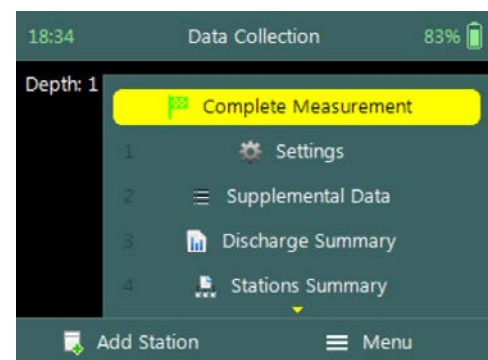 18:34 Data Collection 83%
Depth: 1
Complete Measurement
1 Settings
2 Supplemental Data
3 Discharge Summary
4 Stations Summary
Add Station Menu